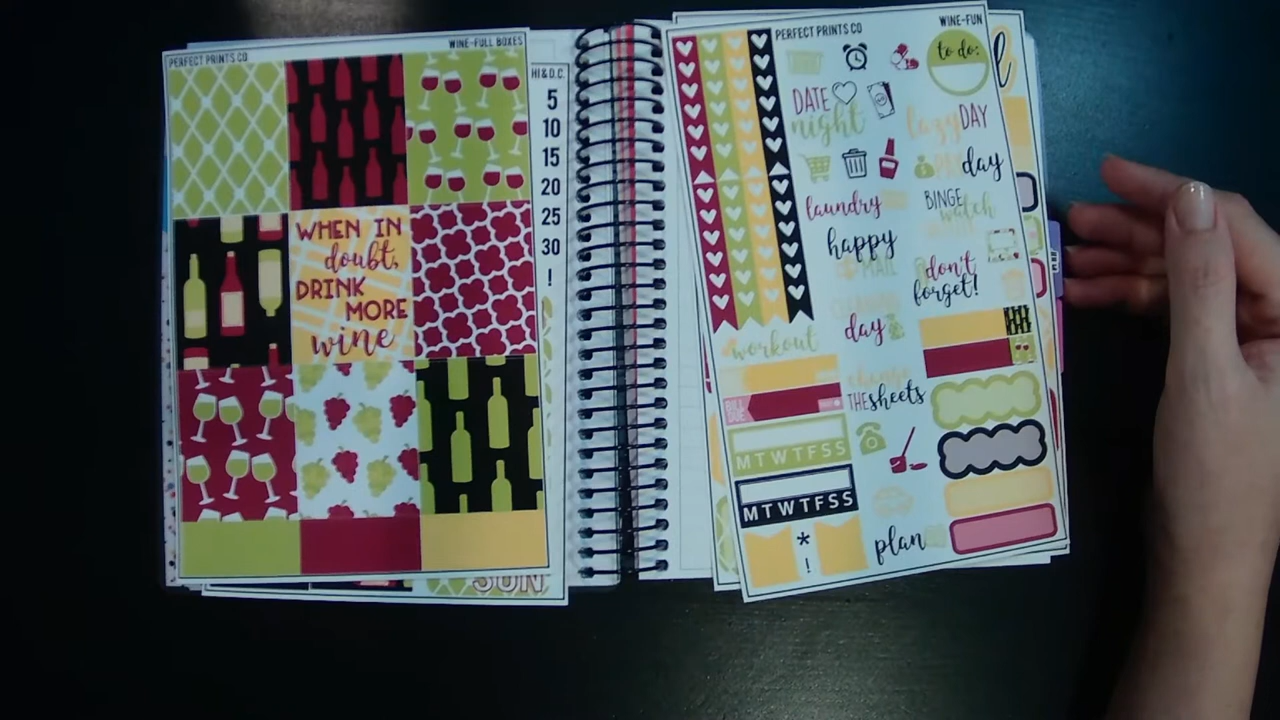 PERFECT PRINTS CO
WINE-FULL BOXES
WHEN IN
doubt,
DRINK
MORE
wine
SUN
HI & D.C.
5
10
15
20
25
30
!
PERFECT PRINTS CO
WINE-FUN
to do:
DATE
night
lazy DAY
day
laundry
BINGE
watch
happy
MAIL
don't
forget!
CLEANING
day
workout
BILL
DUE
change
THE sheets
M T W T F S S
M T W T F S S
*
!
plan